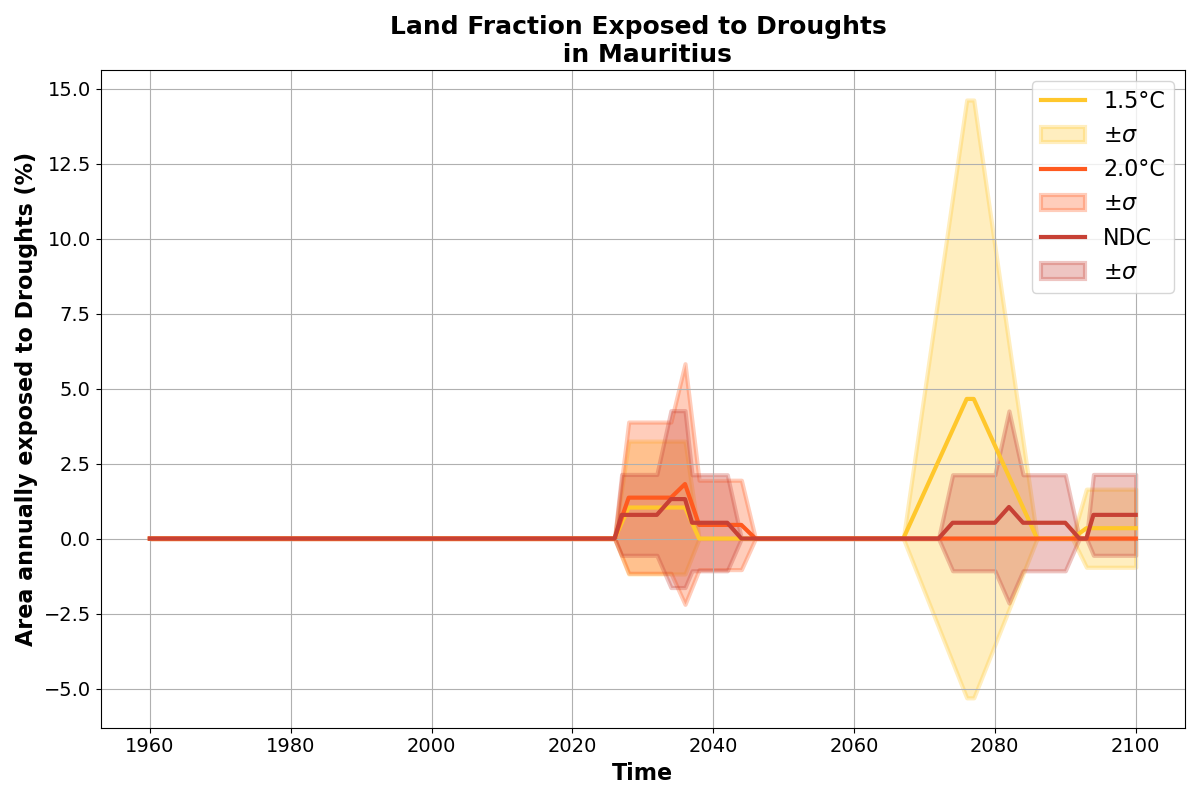 Land Fraction Exposed to Droughts
in Mauritius
Area annually exposed to Droughts (%)
15.0
12.5
10.0
7.5
5.0
2.5
0.0
−2.5
−5.0
1.5°C
±σ
2.0°C
±σ
NDC
±σ
1960
1980
2000
2020
2040
2060
2080
2100
Time